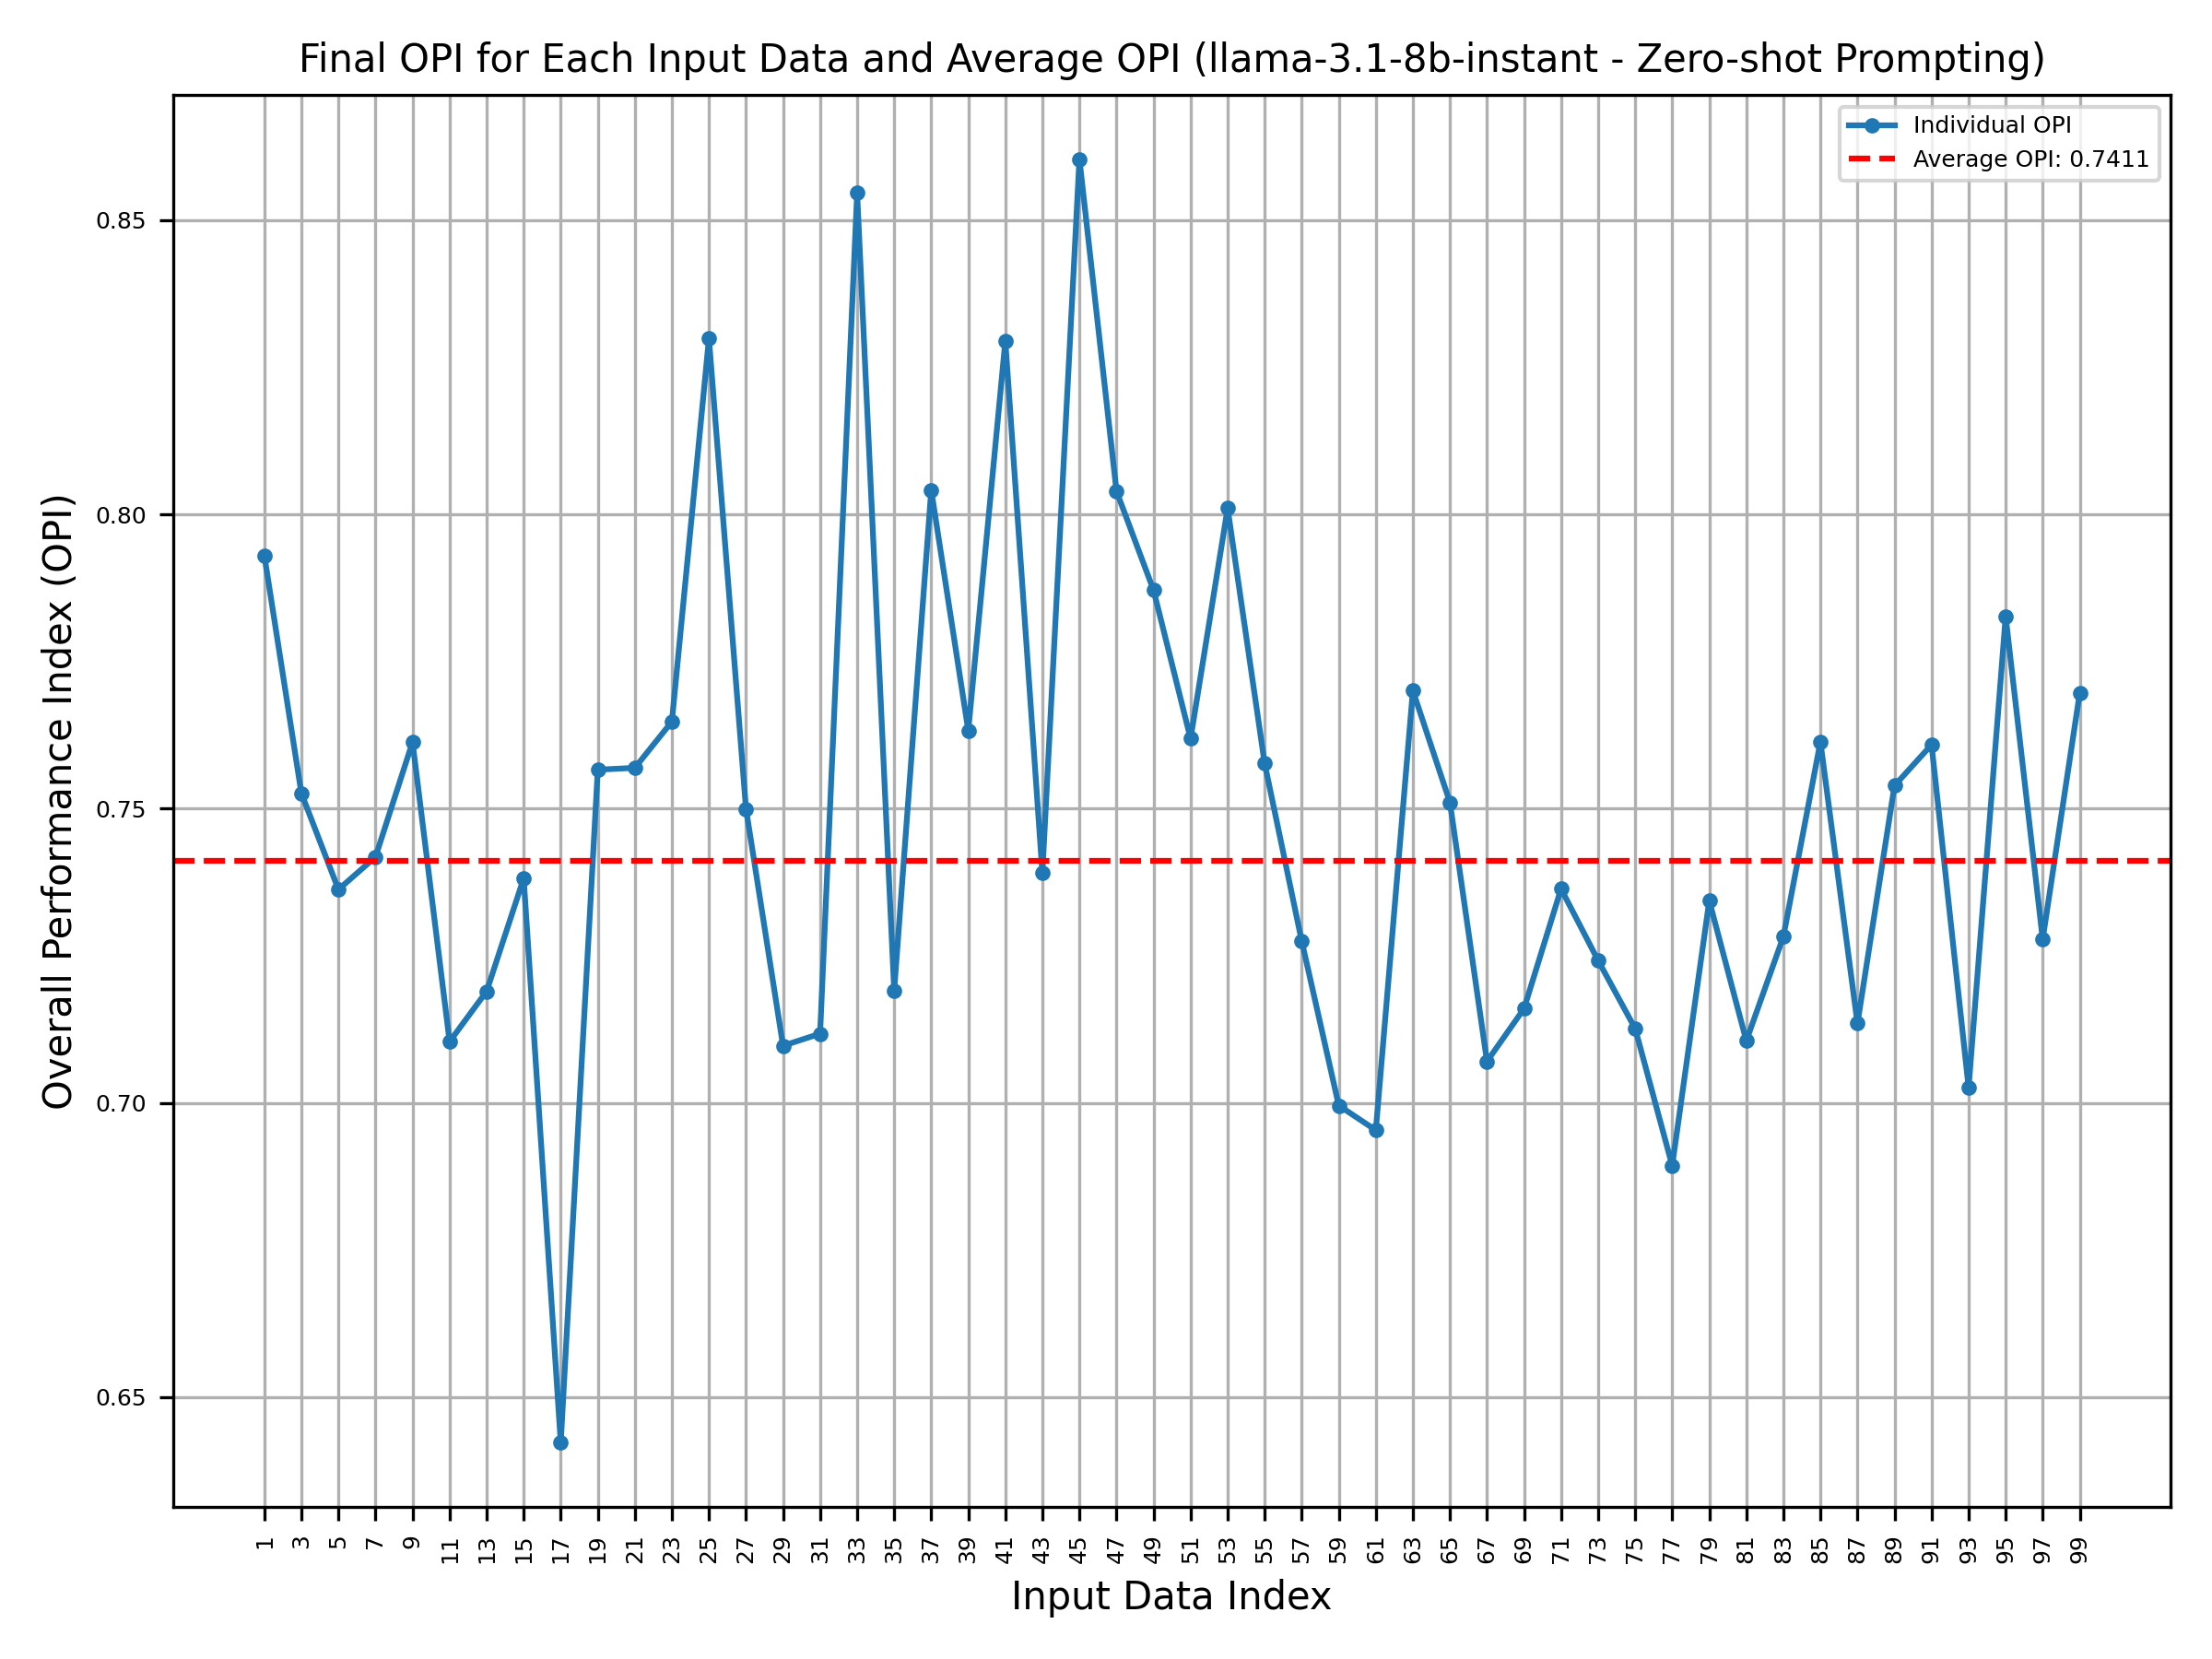 Final OPI for Each Input Data and Average OPI (llama-3.1-8b-instant - Zero-shot Prompting)
Individual OPI
Average OPI: 0.7411
Overall Performance Index (OPI)
0.85
0.80
0.75
0.70
0.65
1 3 5 7 9 11 13 15 17 19 21 23 25 27 29 31 33 35 37 39 41 43 45 47 49 51 53 55 57 59 61 63 65 67 69 71 73 75 77 79 81 83 85 87 89 91 93 95 97 99
Input Data Index